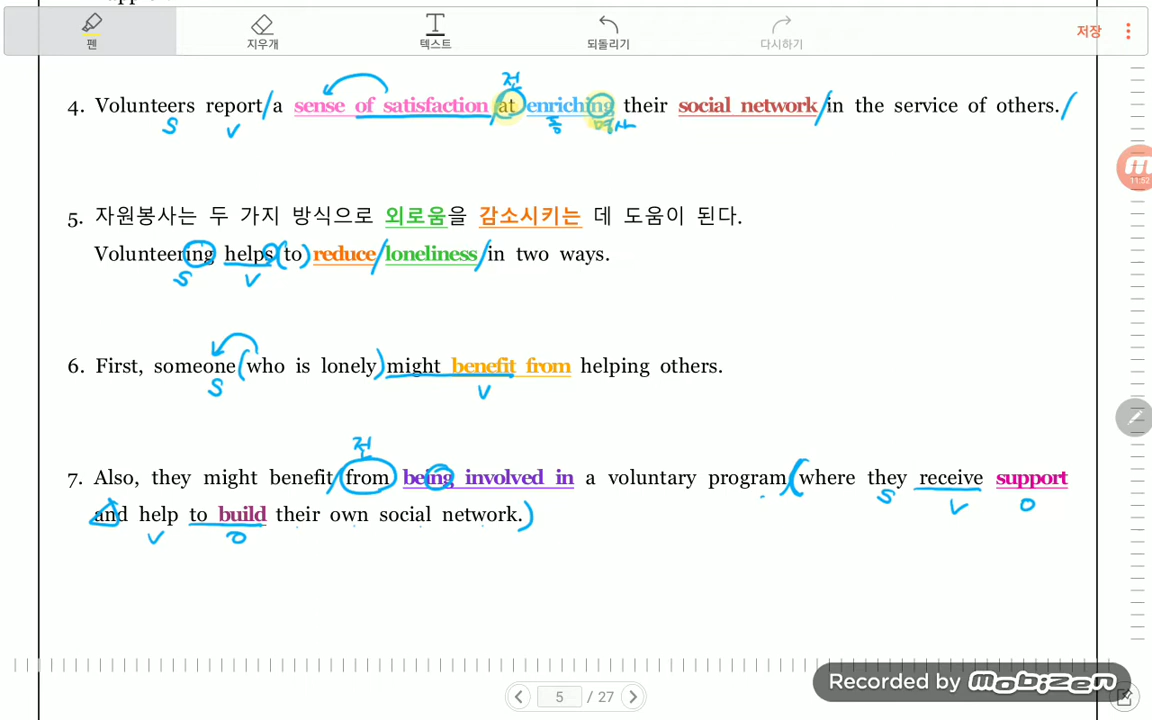 펜
지우개
텍스트
되돌리기
다시하기
저장
전
4. Volunteers report a sense of satisfaction at enriching their social network in the service of others.
S V 동 명사
11:52
5. 자원봉사는 두 가지 방식으로 외로움을 감소시키는 데 도움이 된다.
Volunteering helps (to) reduce loneliness in two ways.
S V
6. First, someone (who is lonely) might benefit from helping others.
S V
전
7. Also, they might benefit from being involved in a voluntary program, (where they receive support
S V O
and help to build their own social network.)
V O
Recorded by mobizen
5 / 27